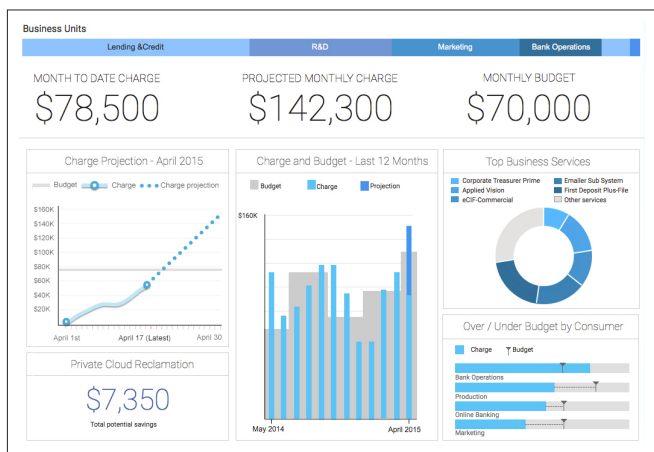 Business Units
Lending &Credit
R&D
Marketing
Bank Operations
MONTH TO DATE CHARGE
PROJECTED MONTHLY CHARGE
MONTHLY BUDGET
$78,500
$142,300
$70,000
Charge Projection - April 2015
Budget
Charge
Charge projection
$160K
$140K
$120K
$100K
$80K
$60K
$40K
$20K
April 1st
April 17 (Latest)
April 30
Private Cloud Reclamation
$7,350
Total potential savings
Charge and Budget - Last 12 Months
Budget
Charge
Projection
$160K
May 2014
April 2015
Top Business Services
Corporate Treasurer Prime
Emailer Sub System
Applied Vision
First Deposit Plus-File
eCIF-Commercial
Other services
Over / Under Budget by Consumer
Charge
Budget
Bank Operations
Production
Online Banking
Marketing